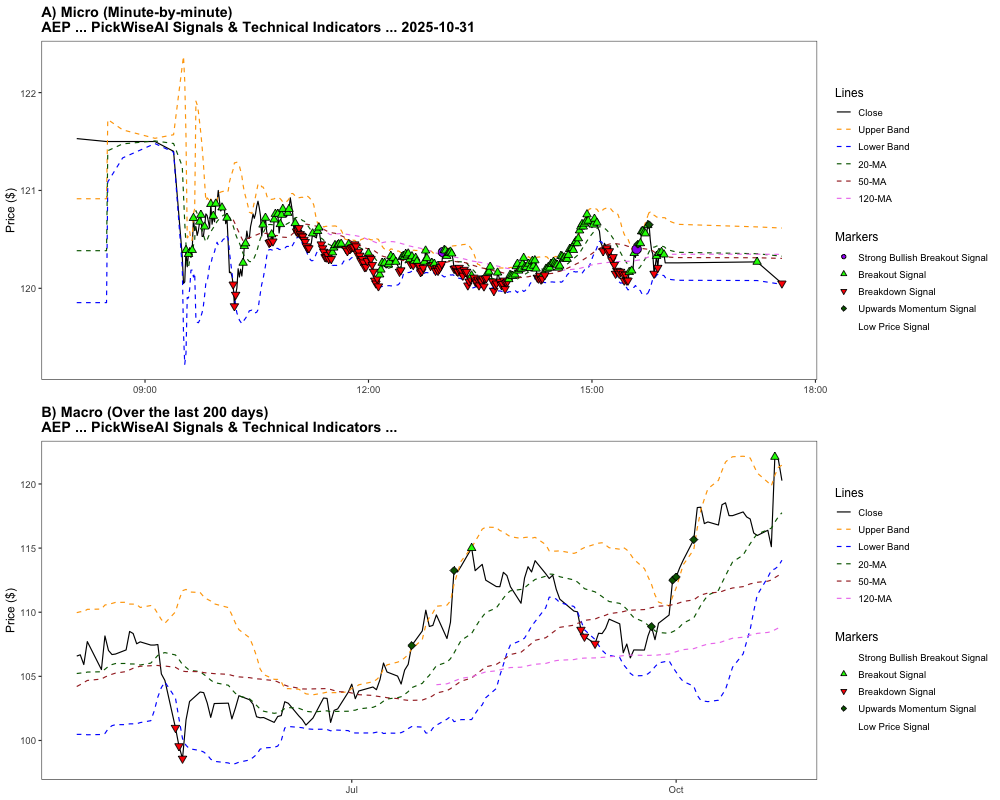 A) Micro (Minute-by-minute)
AEP ... PickWiseAI Signals & Technical Indicators ... 2025-10-31
Price ($)
122
121
120
09:00
12:00
15:00
18:00
Lines
Close
Upper Band
Lower Band
20-MA
50-MA
120-MA
Markers
Strong Bullish Breakout Signal
Breakout Signal
Breakdown Signal
Upwards Momentum Signal
Low Price Signal
B) Macro (Over the last 200 days)
AEP ... PickWiseAI Signals & Technical Indicators ...
Price ($)
120
115
110
105
100
Jul
Oct
Lines
Close
Upper Band
Lower Band
20-MA
50-MA
120-MA
Markers
Strong Bullish Breakout Signal
Breakout Signal
Breakdown Signal
Upwards Momentum Signal
Low Price Signal